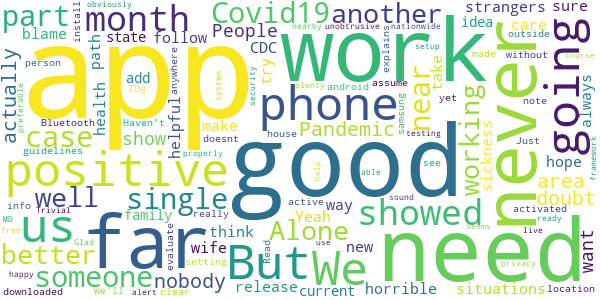 obviously
install
month
Covid19
another
strangers
nearby
unobtrusive
nationwide
part
blame
state
follow
People
CDC
idea
care
sure
person
app
work
never
going
outside
explains
setup
actually
path
health
add
IDg
anywhere
helpful
try
near
take
made
without
course
always
security
plenty
android
assume
phone
samsung
yet
preferable
Bluetooth
Haven't
case
show
make
doesnt
house
Pandemic
working
note
Just
system
testing
framework
guidelines
properly
good
sickness
hope
positive
help
able
see
area
doubt
us
well
single
info
MD
Trivial
family
really
active
sound
way
showed
activated
ready
free
evaluate
Yeah
Alone
use
need
live
seems
want
far
better
wife
think
But
We
new
Glad
setting
Read
privacy
happy
someone
nobody
release
current
horrible
situations
downloaded
We'll
alert
clear
location